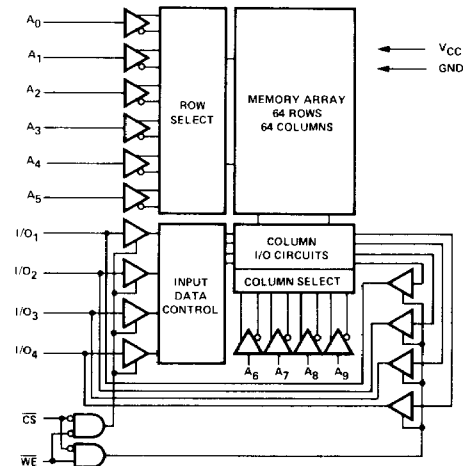 A0
A1
A2
A3
A4
A5
ROW
SELECT
MEMORY ARRAY
64 ROWS
64 COLUMNS
VCC
GND
I/O1
I/O2
I/O3
I/O4
INPUT
DATA
CONTROL
COLUMN
I/O CIRCUITS
COLUMN SELECT
A6 A7 A8 A9
CS
WE